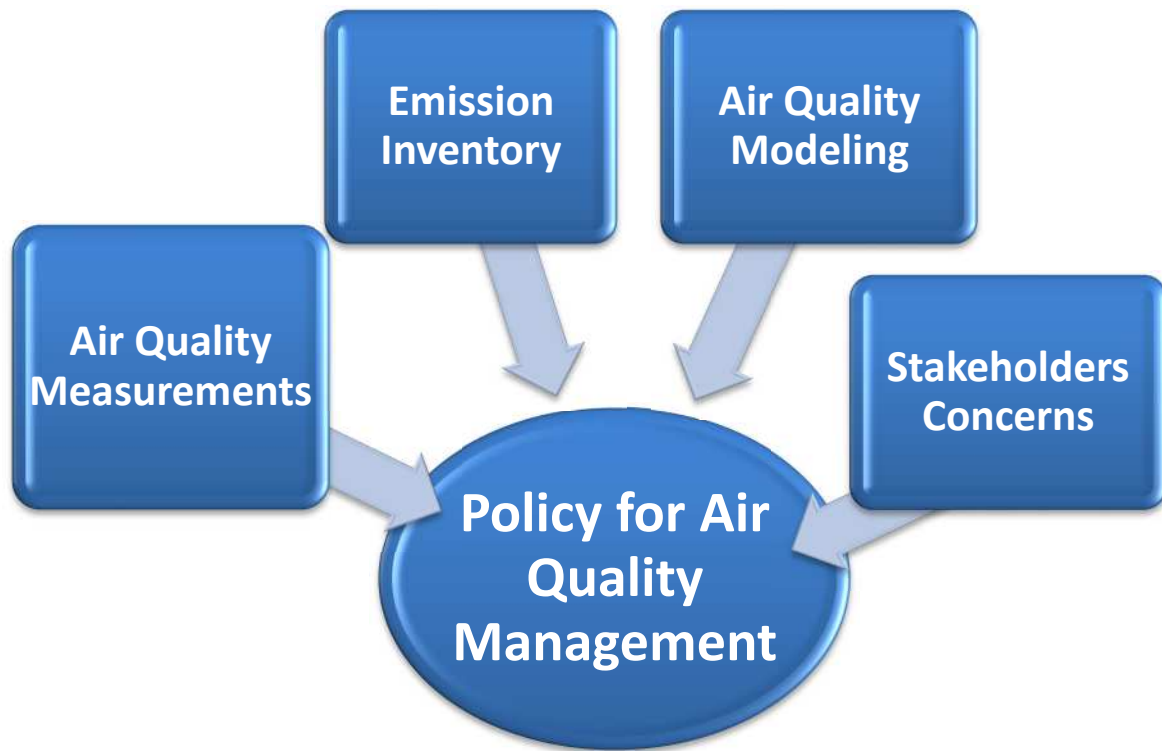 Emission
Inventory
Air Quality
Modeling
Air Quality
Measurements
Stakeholders
Concerns
Policy for Air
Quality
Management